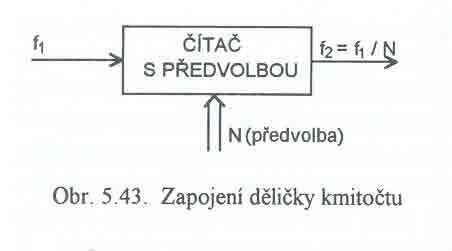 f₁
ČÍTAČ
S PŘEDVOLBOU
f₂ = f₁ / N
N (předvolba)
Obr. 5.43. Zapojení děličky kmitočtu